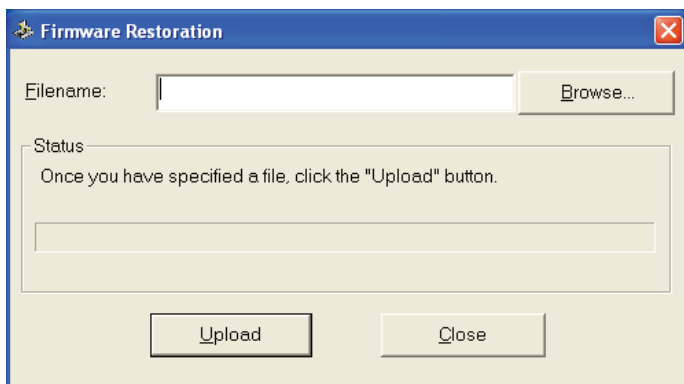 Firmware Restoration
Filename:
Browse...
Status
Once you have specified a file, click the "Upload" button.
Upload
Close